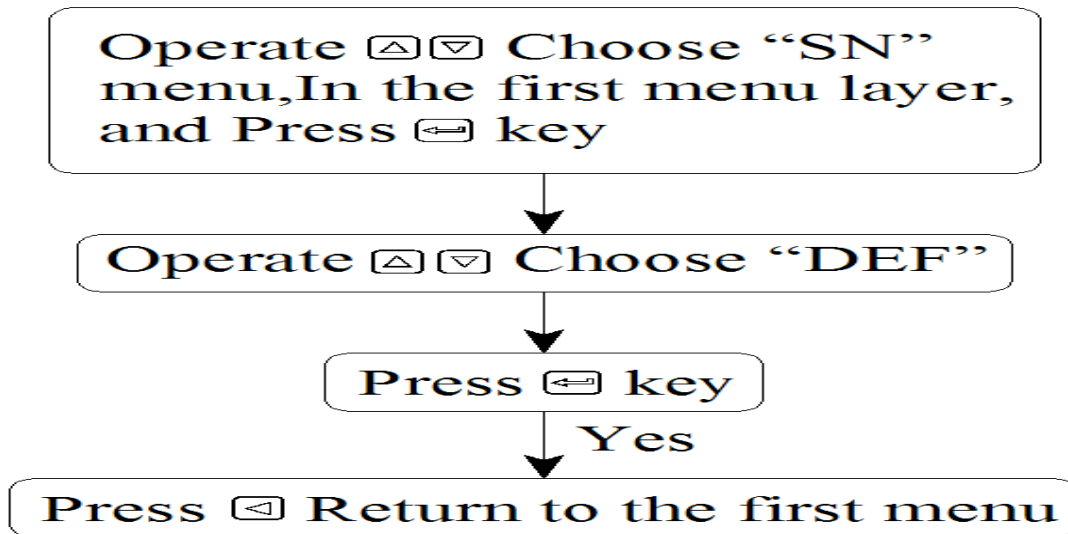 Operate △ ▽ Choose “SN”
menu,In the first menu layer,
and Press ↵ key
Operate △ ▽ Choose “DEF”
Press ↵ key
Yes
Press ◁ Return to the first menu